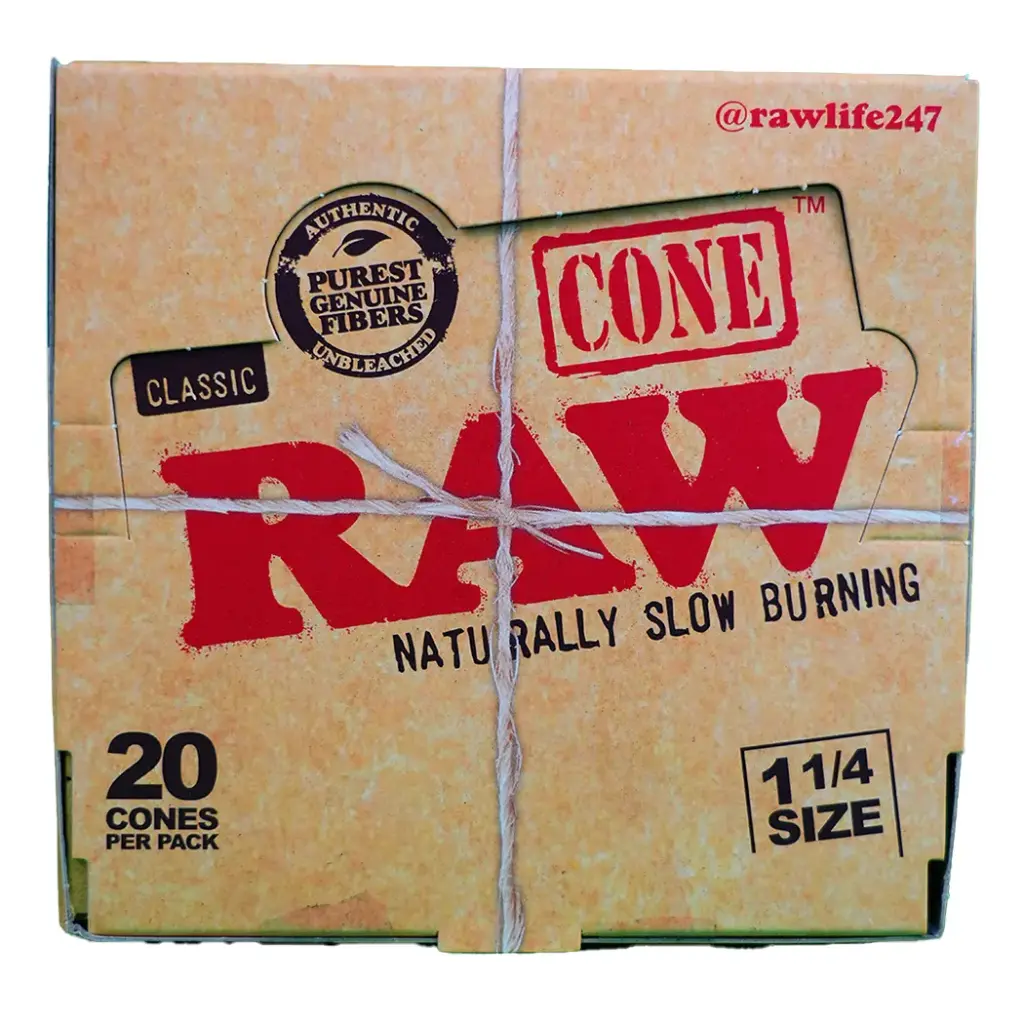 @rawlife247
AUTHENTIC
PUREST
GENUINE
FIBERS
UNBLEACHED
CONE
TM
CLASSIC
RAW
NATURALLY SLOW BURNING
20
CONES
PER PACK
1 1/4
SIZE